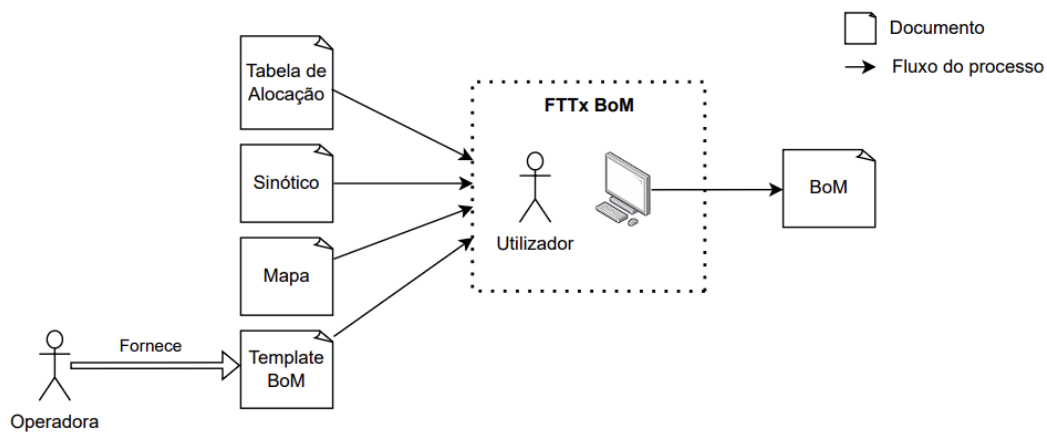 Documento
Fluxo do processo
Tabela de
Alocação
FTTx BoM
Sinótico
BoM
Utilizador
Mapa
Fornece
Template
BoM
Operadora